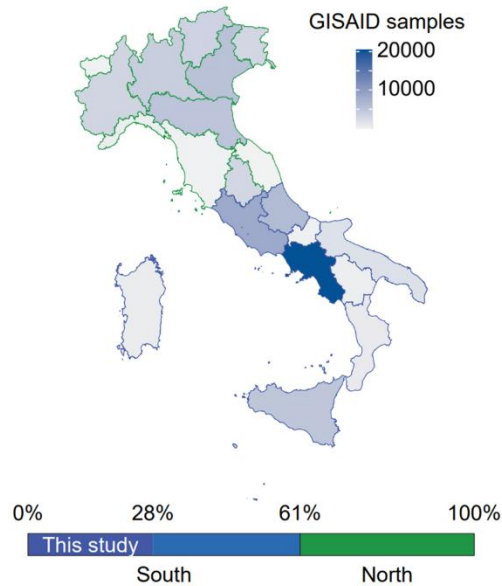 GISAID samples
20000
10000
0% 28% 61% 100%
This study
South North